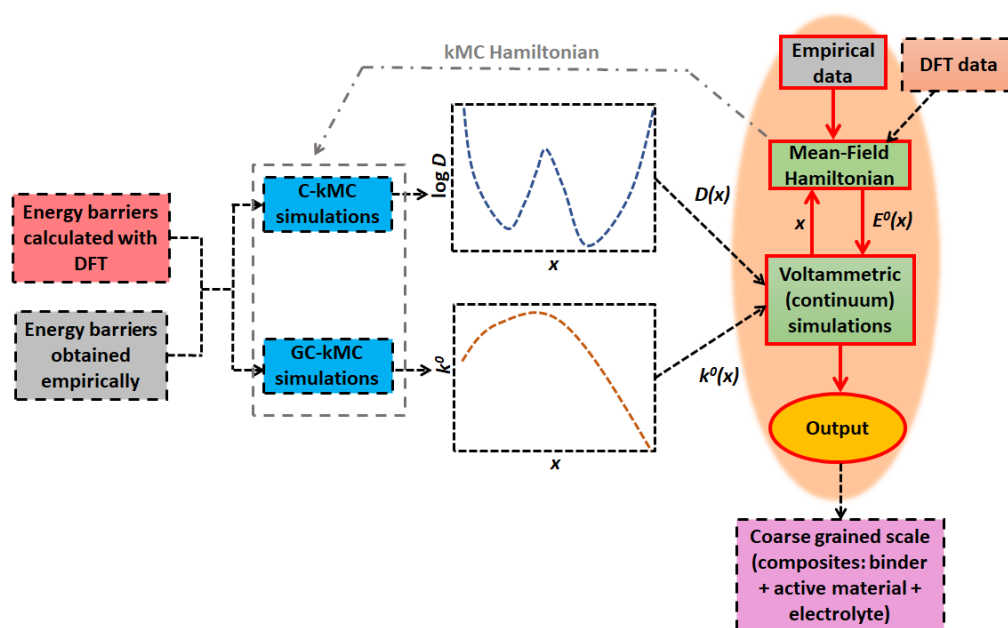 kMC Hamiltonian
Empirical
data
DFT data
Mean-Field
Hamiltonian
Energy barriers
calculated with
DFT
Energy barriers
obtained
empirically
C-kMC
simulations
GC-kMC
simulations
log D
x
k⁰
x
D(x)
k⁰(x)
x
E⁰(x)
Voltammetric
(continuum)
simulations
Output
Coarse grained scale
(composites: binder
+ active material +
electrolyte)